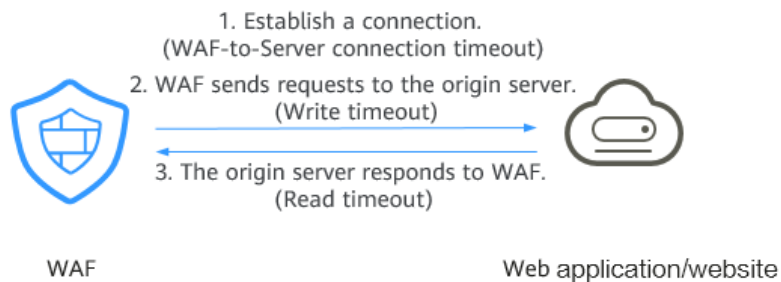 1. Establish a connection.
(WAF-to-Server connection timeout)
2. WAF sends requests to the origin server.
(Write timeout)
3. The origin server responds to WAF.
(Read timeout)
WAF
Web application/website